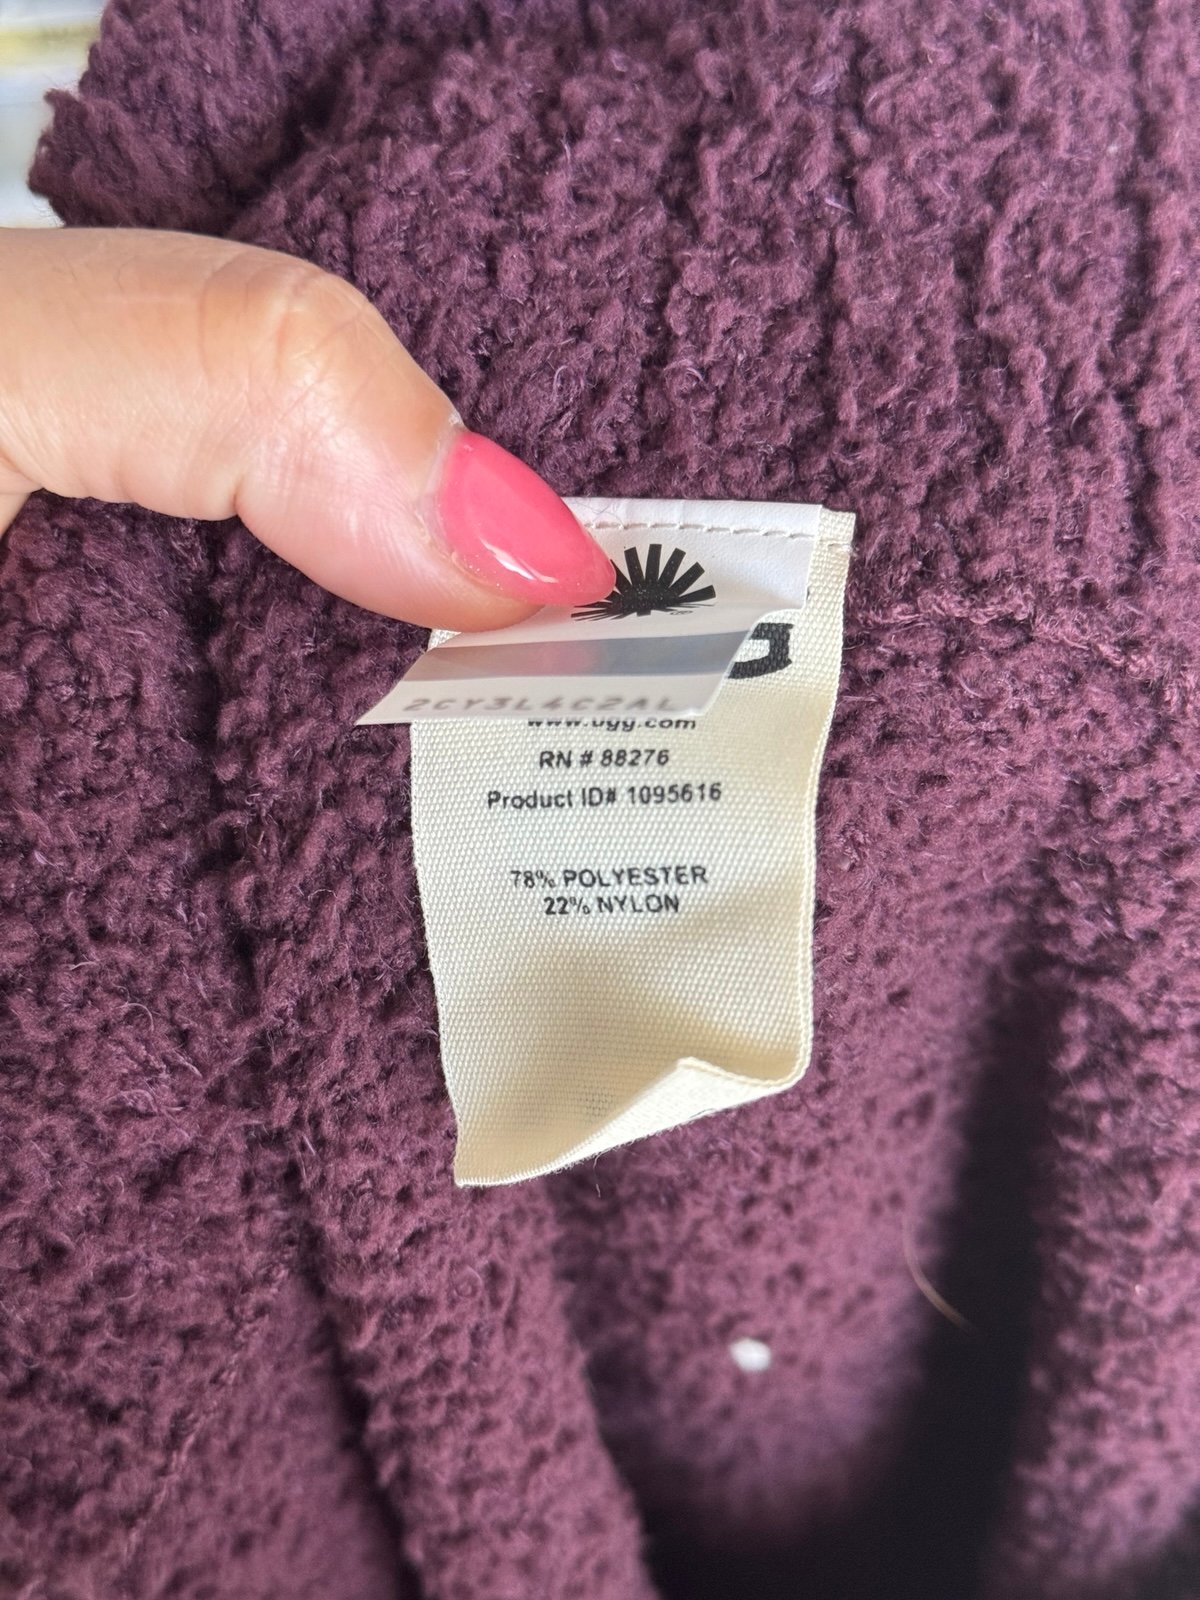 G
2CY3L4C2AL
www.ugg.com
RN # 88276
Product ID# 1095616
78% POLYESTER
22% NYLON